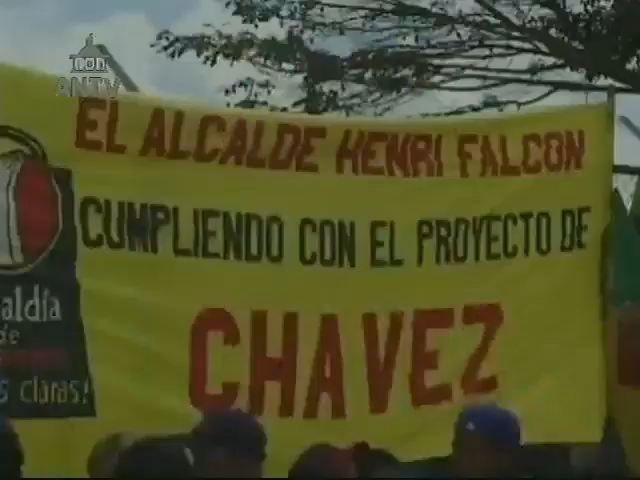 ANTV
EL ALCALDE HENRI FALCON
CUMPLIENDO CON EL PROYECTO DE
CHAVEZ
aldía
de
s claras!